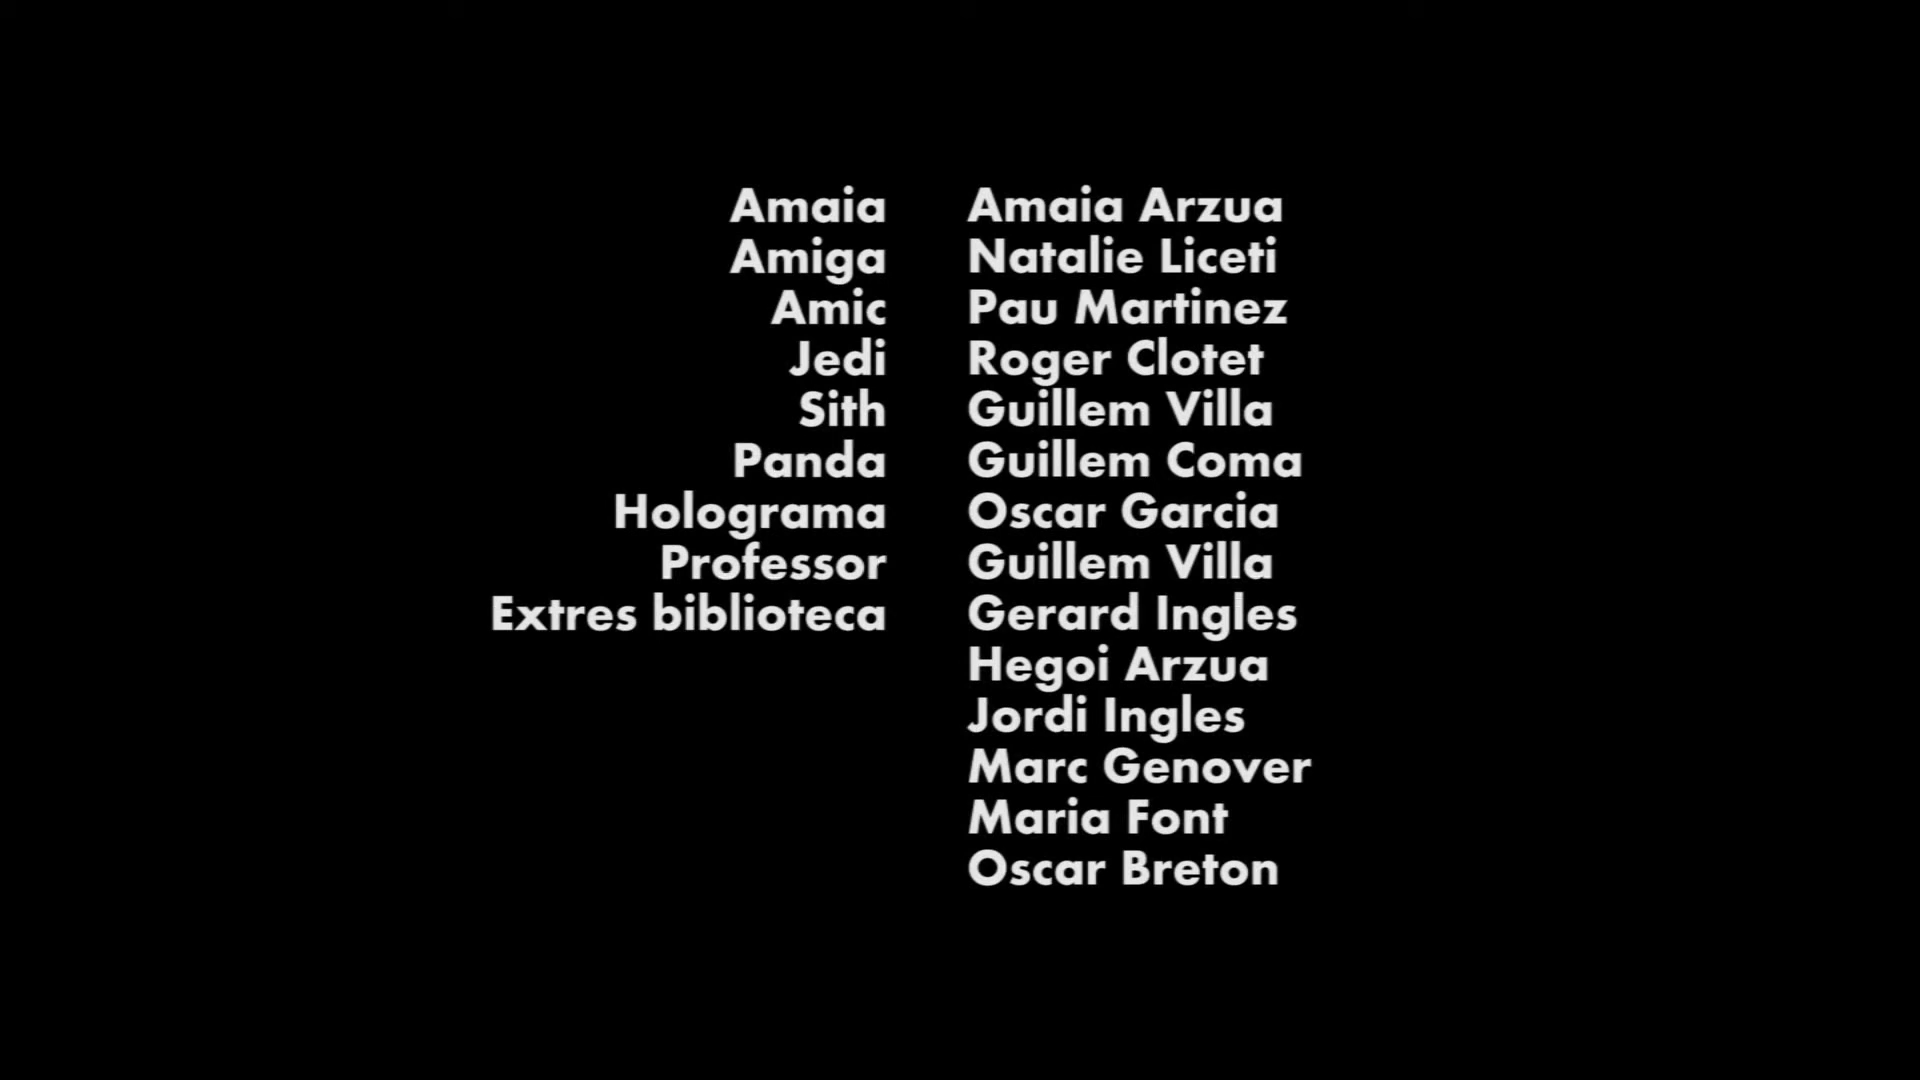 Amaia Amaia Arzua
Amiga Natalie Liceti
Amic Pau Martinez
Jedi Roger Clotet
Sith Guillem Villa
Panda Guillem Coma
Holograma Oscar Garcia
Professor Guillem Villa
Extres biblioteca Gerard Ingles
Hegoi Arzua
Jordi Ingles
Marc Genover
Maria Font
Oscar Breton